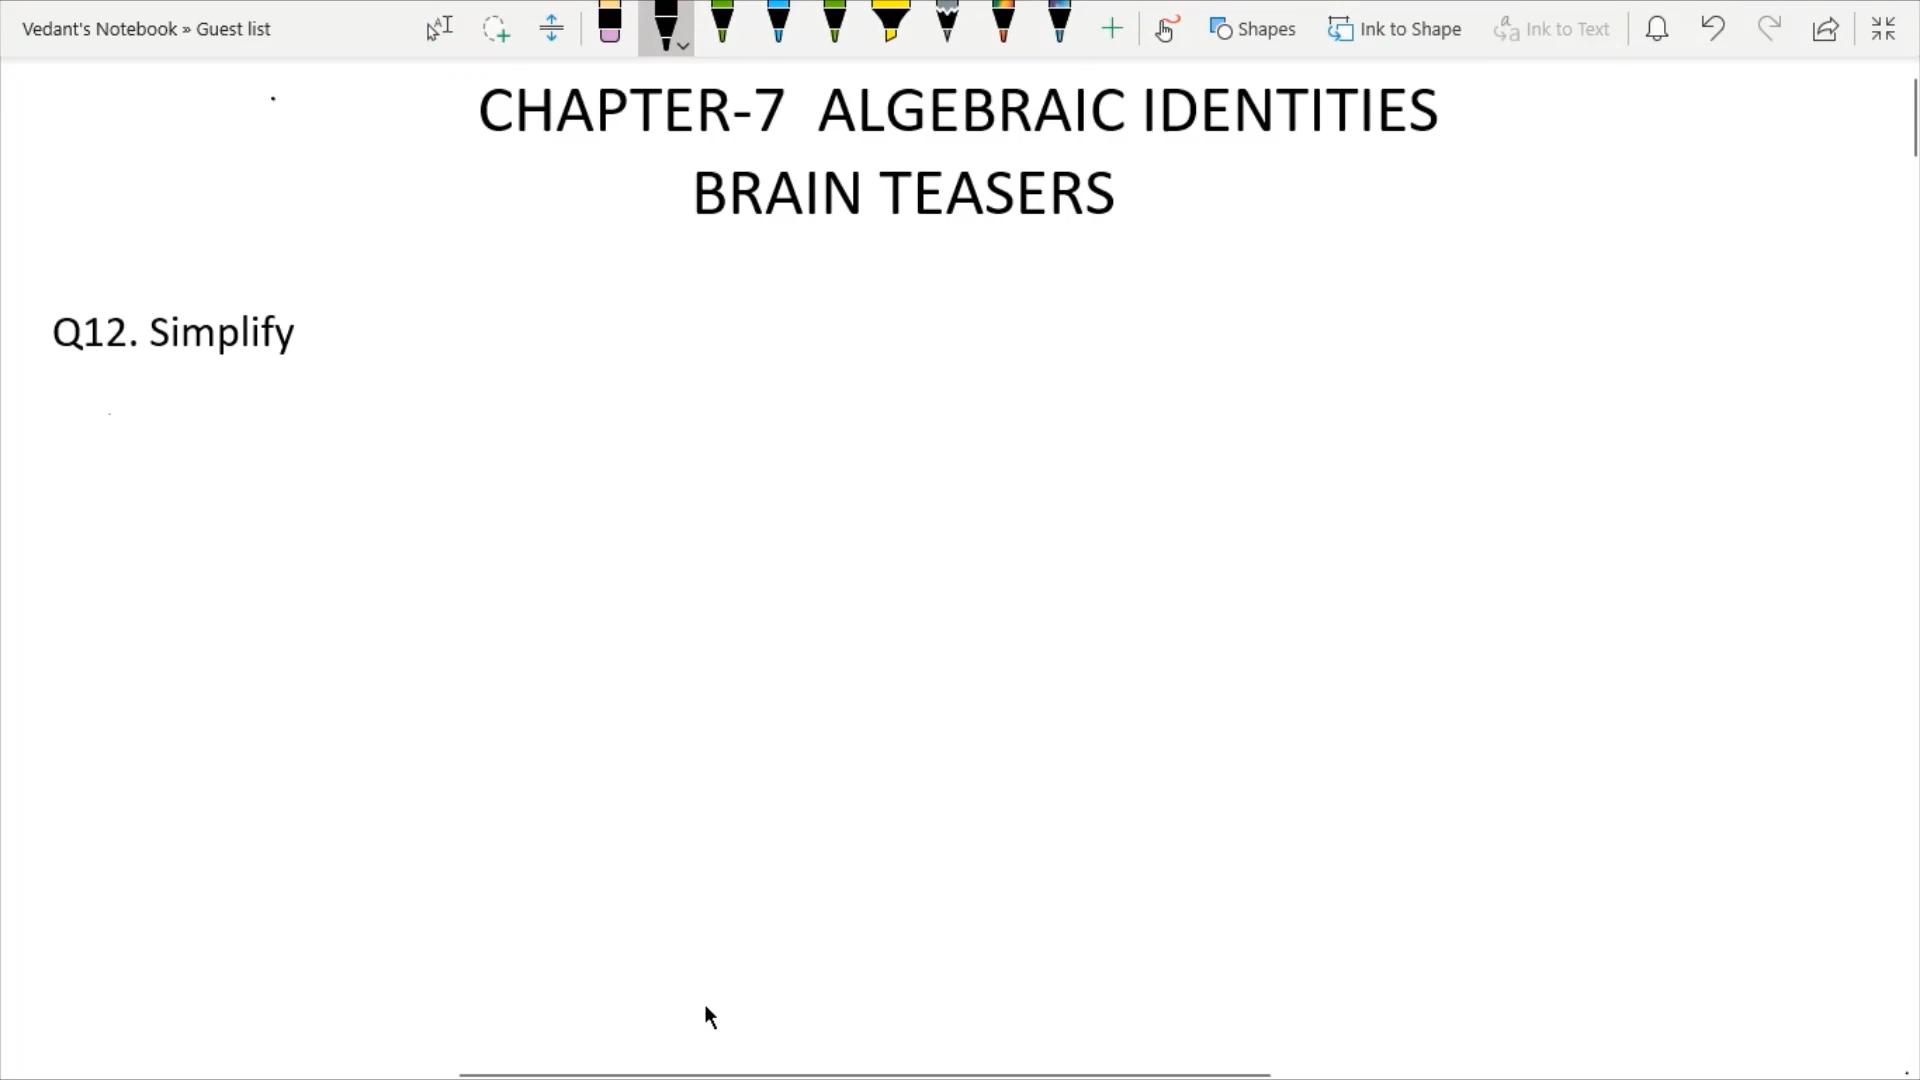 Vedant's Notebook » Guest list
Shapes
Ink to Shape
Ink to Text
CHAPTER-7 ALGEBRAIC IDENTITIES
BRAIN TEASERS
Q12. Simplify